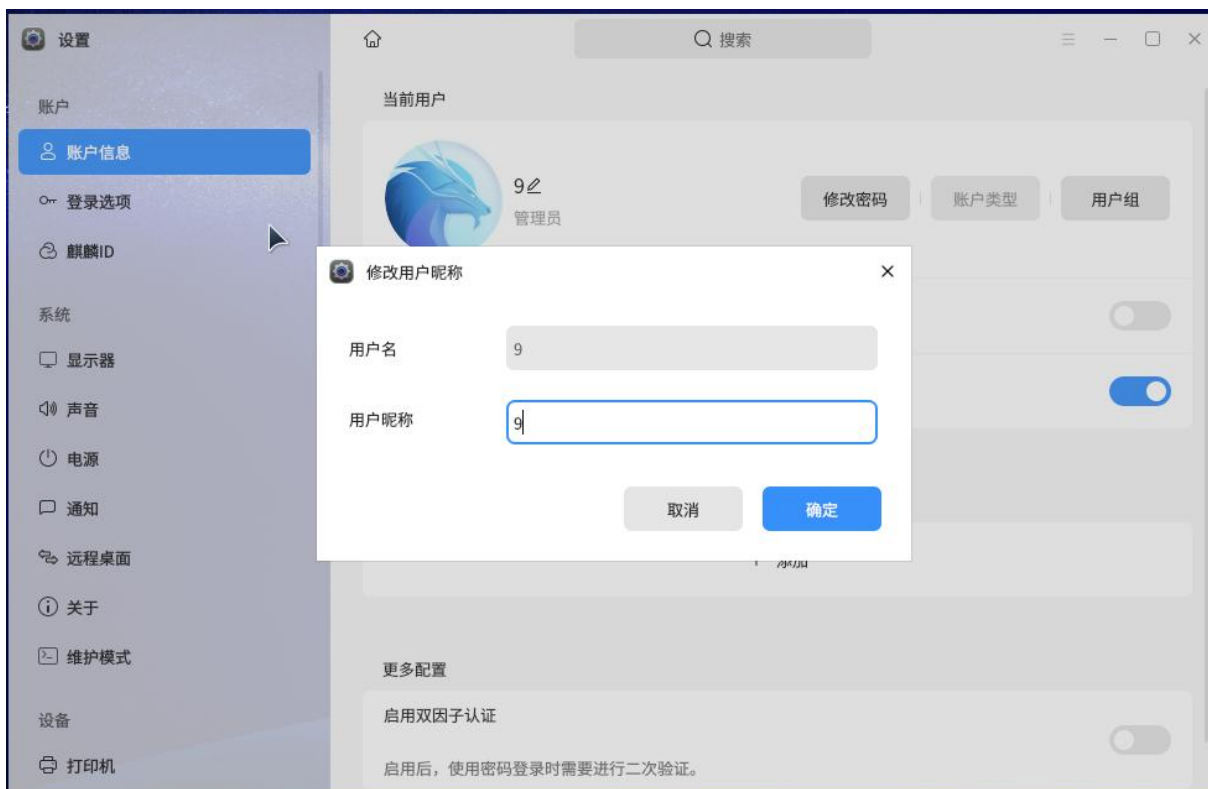 设置
搜索
账户
账户信息
登录选项
麒麟ID
系统
显示器
声音
电源
通知
远程桌面
关于
维护模式
设备
打印机
当前用户
9
管理员
修改密码
账户类型
用户组
修改用户昵称
用户名
9
用户昵称
9
取消
确定
添加
更多配置
启用双因子认证
启用后，使用密码登录时需要进行二次验证。